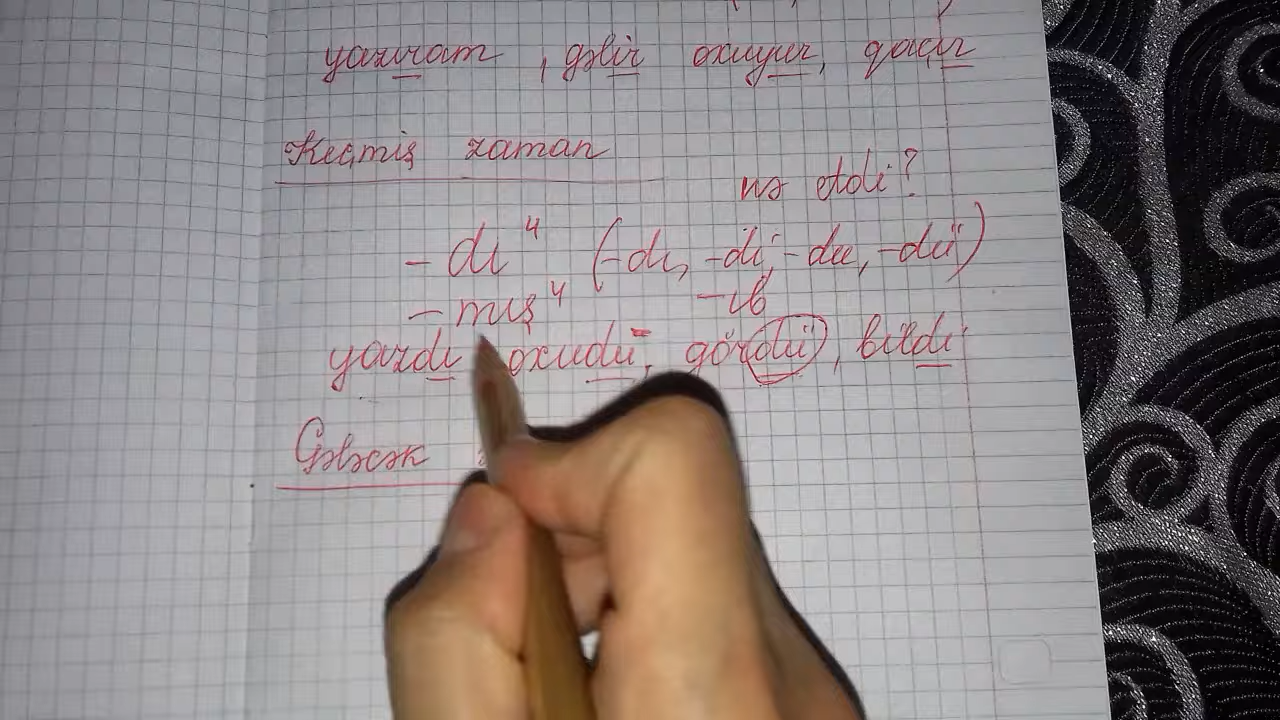 yazıram, gəlir oxuyur, qaçır
Keçmiş zaman
nə etdi?
-dı⁴ (-dı, -di, -du, -dü)
-mış⁴ -ıb
yazdı oxudu, gördü, bildi
Gələcək